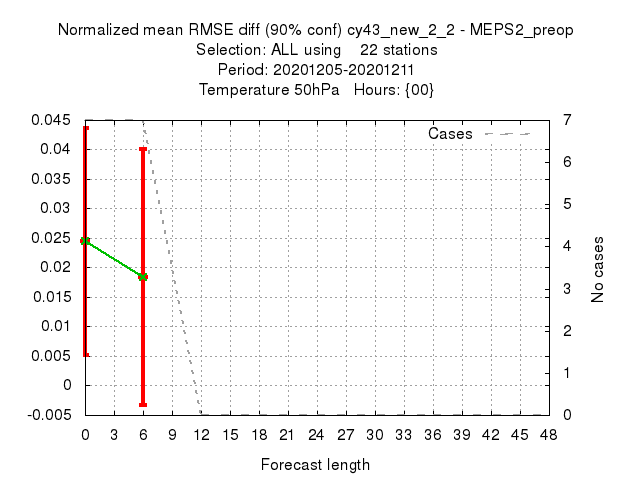 Normalized mean RMSE diff (90% conf) cy43_new_2_2 - MEPS2_preop
Selection: ALL using 22 stations
Period: 20201205-20201211
Temperature 50hPa Hours: {00}
Cases
0.045
0.04
0.035
0.03
0.025
0.02
0.015
0.01
0.005
0
-0.005
7
6
5
4
3
2
1
0
No cases
0 3 6 9 12 15 18 21 24 27 30 33 36 39 42 45 48
Forecast length